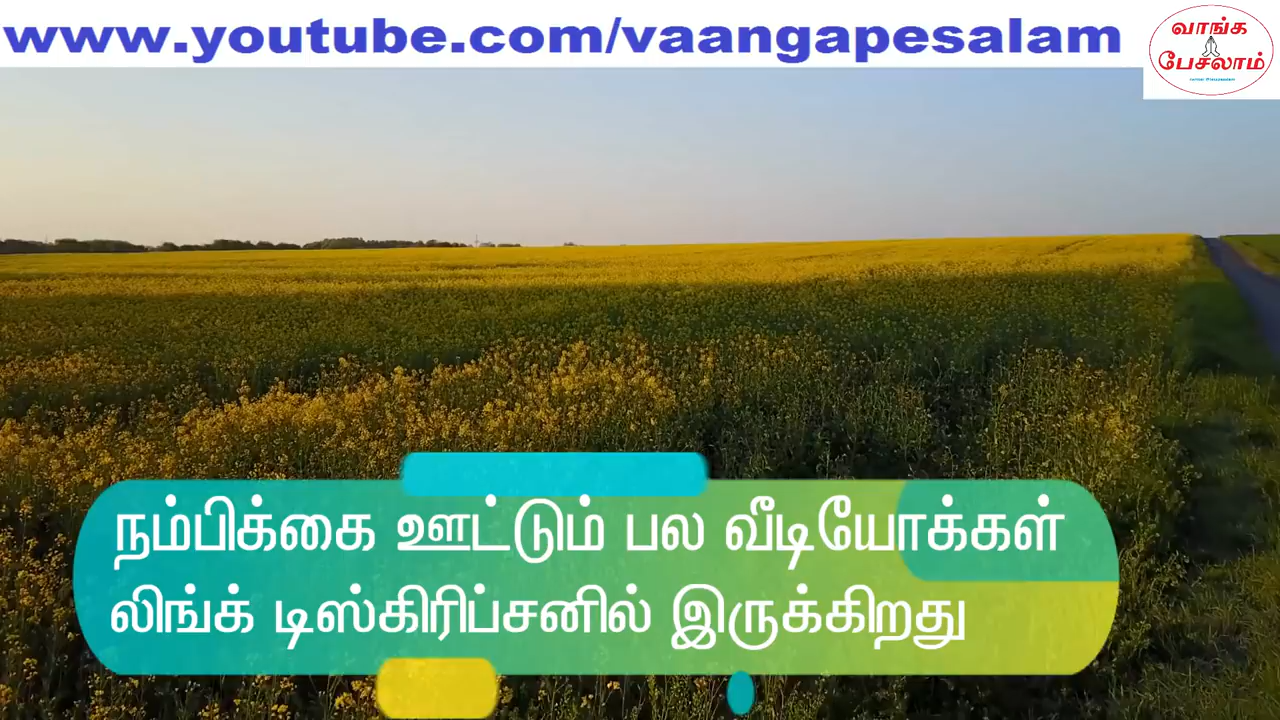 www.youtube.com/vaangapesalam
வாங்க
பேசலாம்
நம்பிக்கை ஊட்டும் பல வீடியோக்கள்
லிங்க் டிஸ்கிரிப்சனில் இருக்கிறது